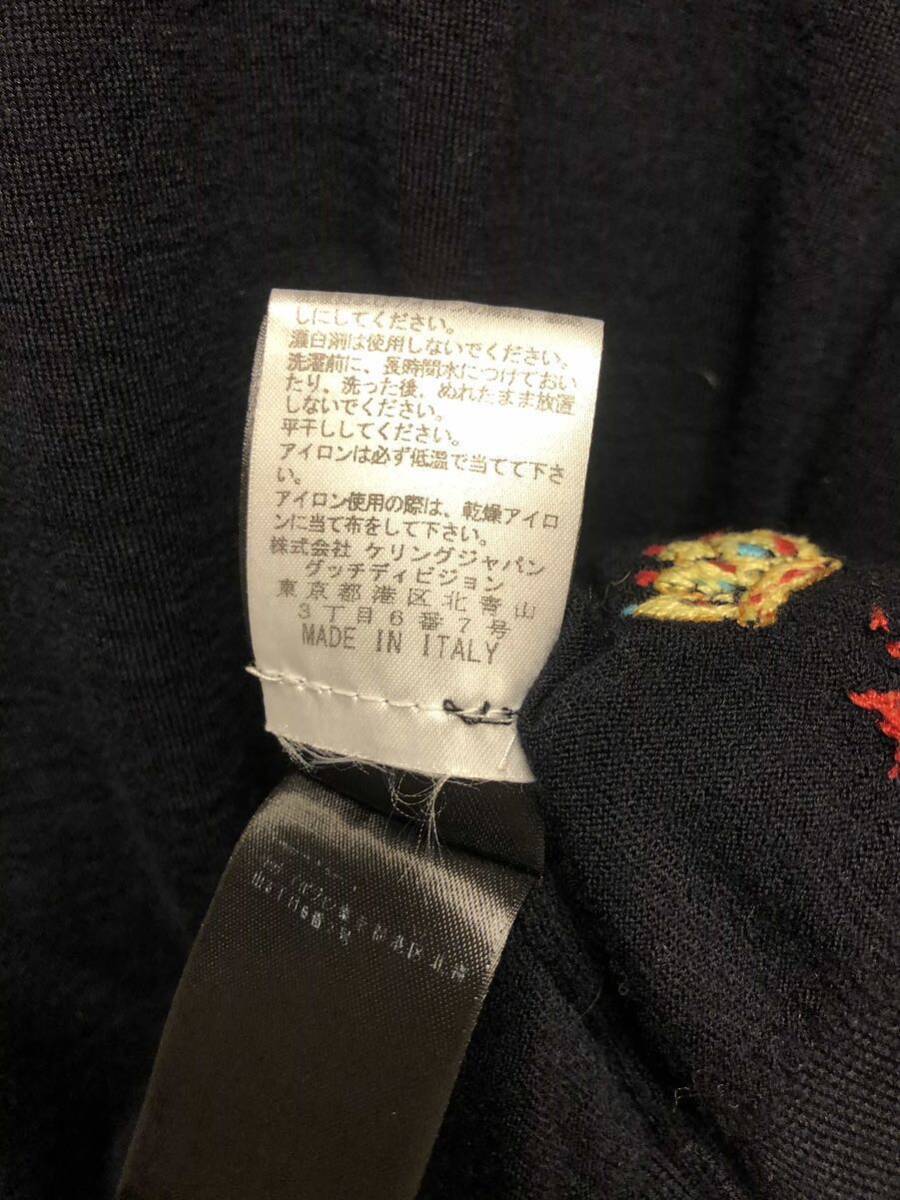 しにしてください。
漂白剤は使用しないでください。
洗濯前に、長時間水につけておい
たり、洗った後、ぬれたまま放置
しないでください。
平干ししてください。
アイロンは必ず低温で当てて下さ
い。
アイロン使用の際は、乾燥アイロ
ンに当て布をして下さい。
株式会社 ケリングジャパン
グッチディビジョン
東京都港区北青山
3丁目6番7号
MADE IN ITALY